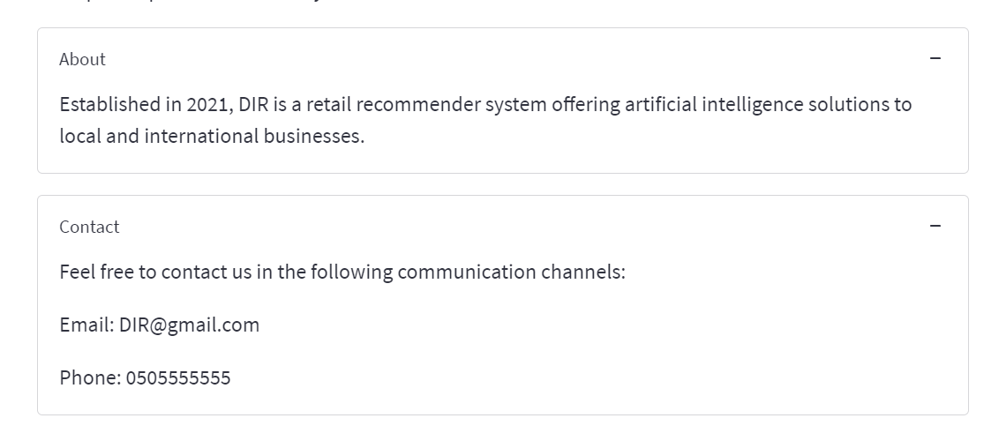 About
Established in 2021, DIR is a retail recommender system offering artificial intelligence solutions to
local and international businesses.
Contact
Feel free to contact us in the following communication channels:
Email: DIR@gmail.com
Phone: 0505555555